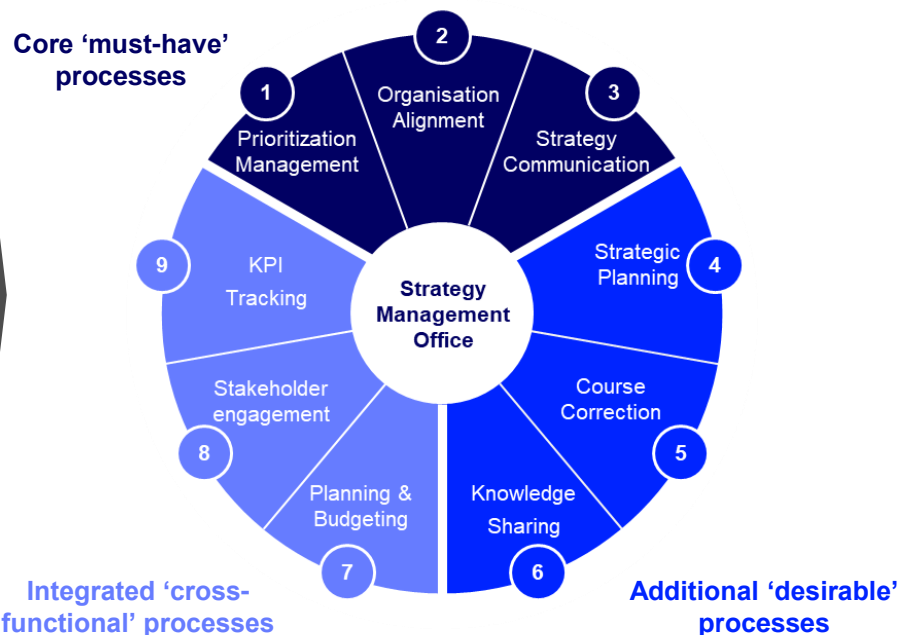 Core ‘must-have’
processes
1
Prioritization
Management
2
Organisation
Alignment
3
Strategy
Communication
Strategic
Planning
4
Course
Correction
5
Knowledge
Sharing
6
Planning &
Budgeting
7
Stakeholder
engagement
8
9
KPI
Tracking
Strategy
Management
Office
Integrated ‘cross-
functional’ processes
Additional ‘desirable’
processes